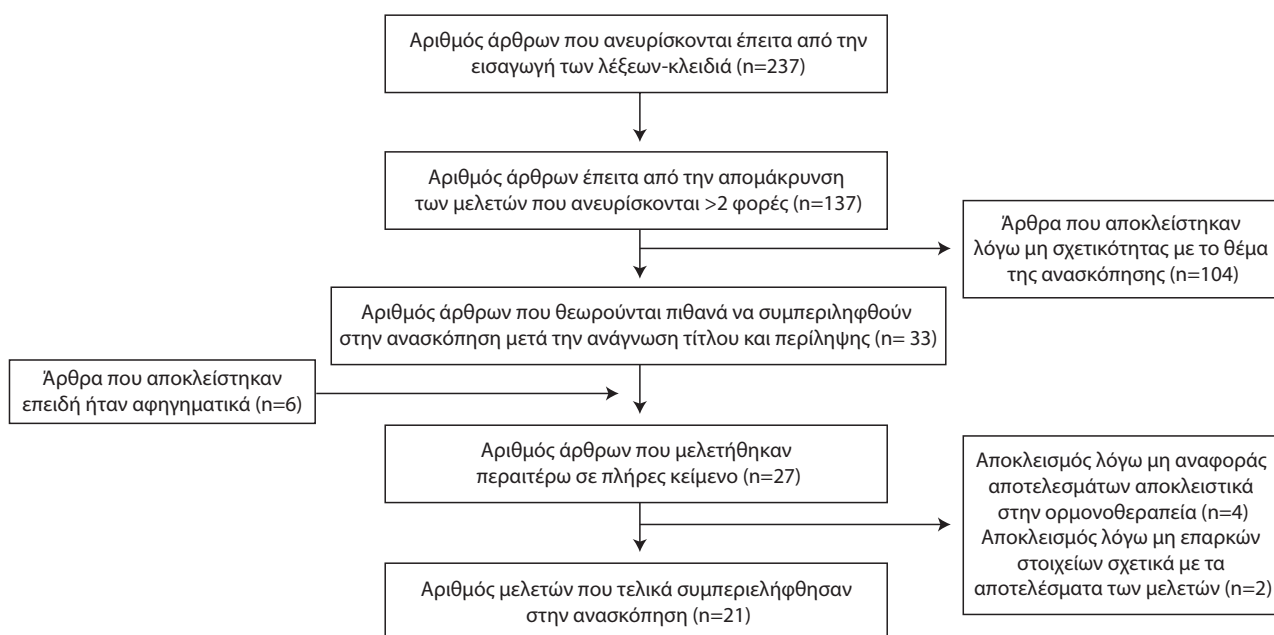 Αριθμός άρθρων που ανευρίσκονται έπειτα από την
εισαγωγή των λέξεων-κλειδιά (n=237)
Αριθμός άρθρων έπειτα από την απομάκρυνση
των μελετών που ανευρίσκονται >2 φορές (n=137)
Άρθρα που αποκλείστηκαν
λόγω μη σχετικότητας με το θέμα
της ανασκόπησης (n=104)
Αριθμός άρθρων που θεωρούνται πιθανά να συμπεριληφθούν
στην ανασκόπηση μετά την ανάγνωση τίτλου και περίληψης (n= 33)
Άρθρα που αποκλείστηκαν
επειδή ήταν αφηγηματικά (n=6)
Αριθμός άρθρων που μελετήθηκαν
περαιτέρω σε πλήρες κείμενο (n=27)
Αποκλεισμός λόγω μη αναφοράς
αποτελεσμάτων αποκλειστικά
στην ορμονοθεραπεία (n=4)
Αποκλεισμός λόγω μη επαρκών
στοιχείων σχετικά με τα
αποτελέσματα των μελετών (n=2)
Αριθμός μελετών που τελικά συμπεριελήφθησαν
στην ανασκόπηση (n=21)